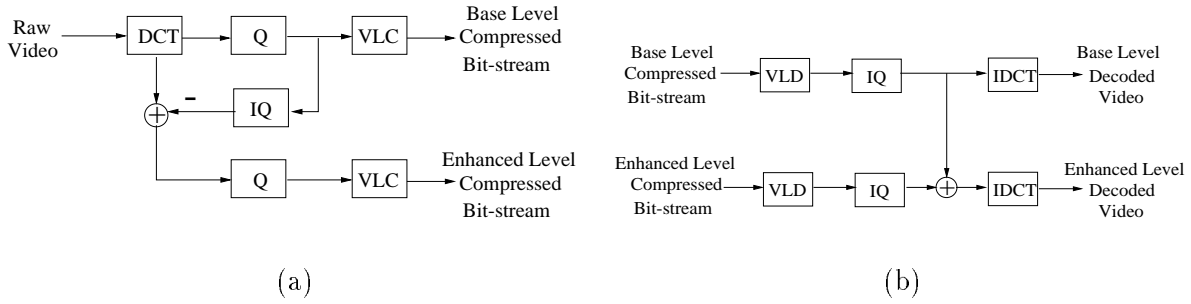 Raw
Video
DCT
Q
VLC
Base Level
Compressed
Bit-stream
−
+
IQ
Q
VLC
Enhanced Level
Compressed
Bit-stream
(a)
Base Level
Compressed
Bit-stream
VLD
IQ
IDCT
Base Level
Decoded
Video
Enhanced Level
Compressed
Bit-stream
VLD
IQ
+
IDCT
Enhanced Level
Decoded
Video
(b)